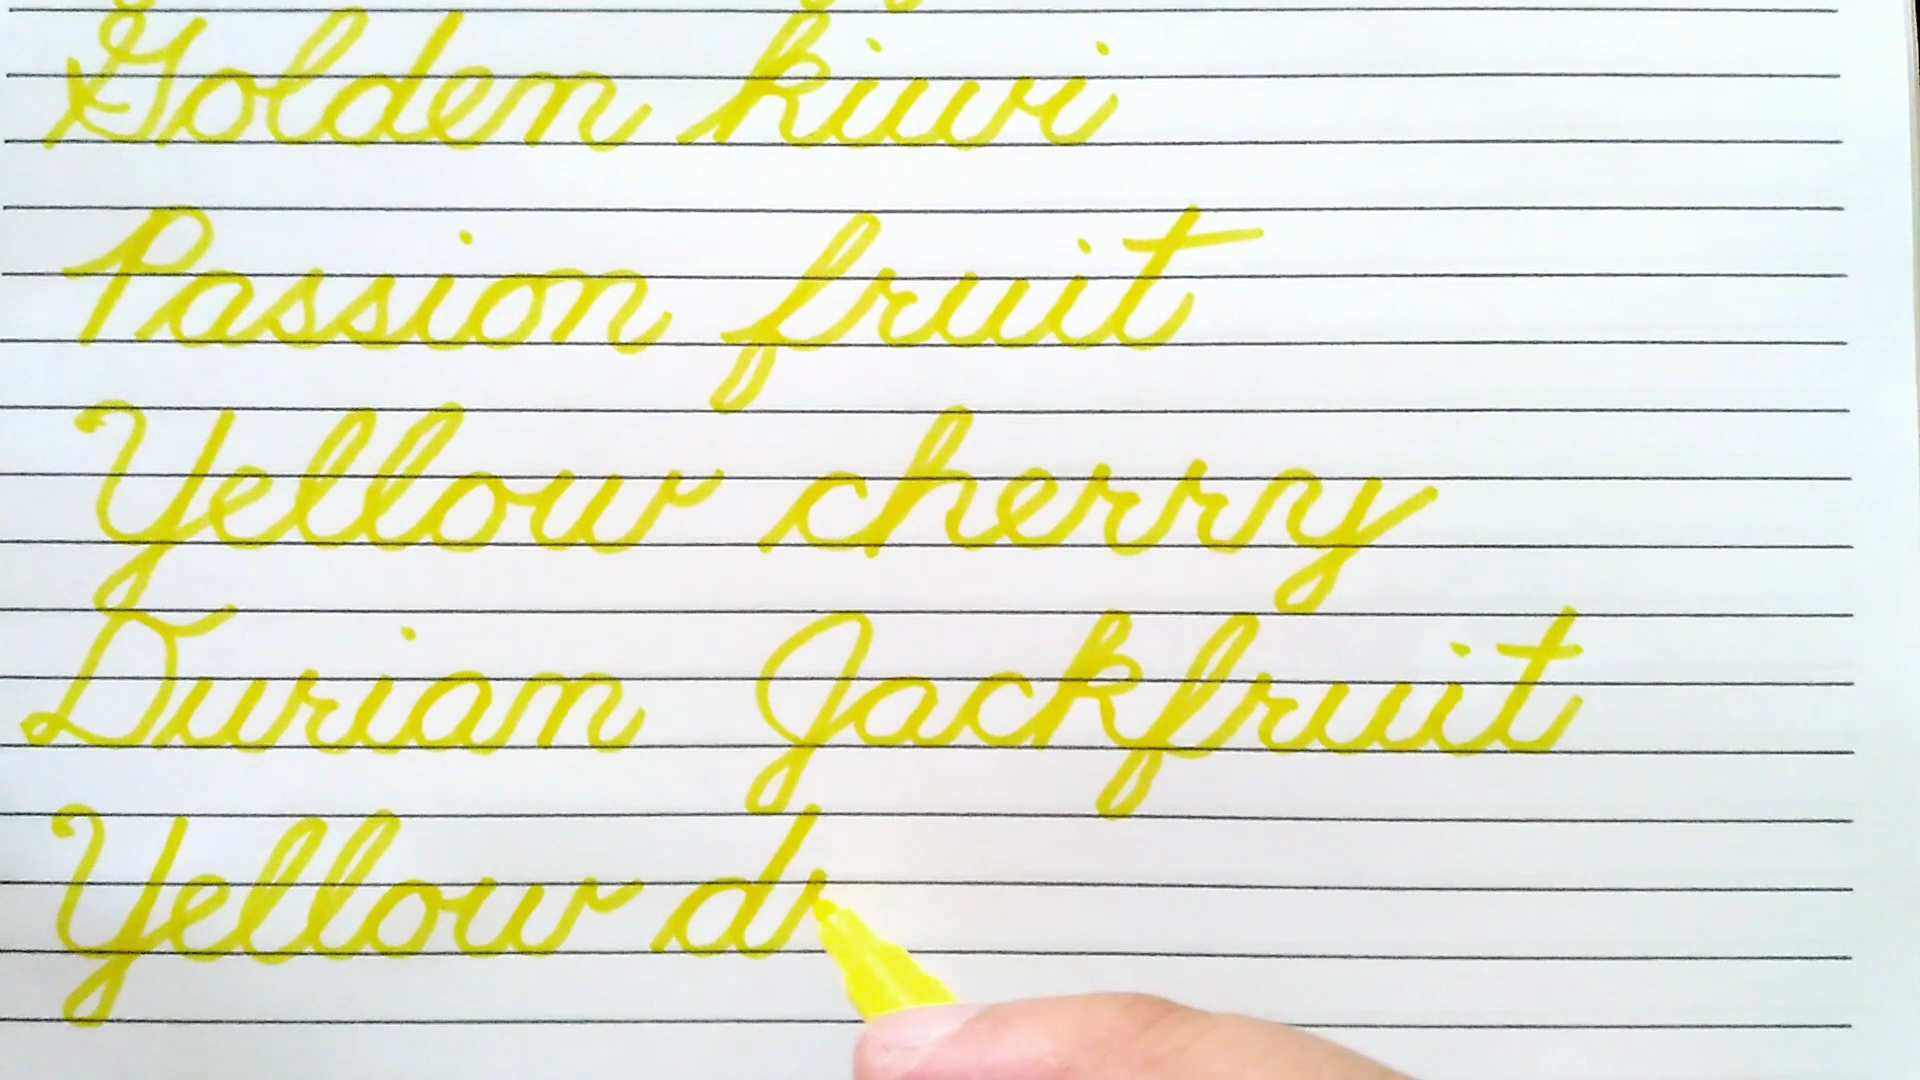 Golden kiwi
Passion fruit
Yellow cherry
Durian Jackfruit
Yellow